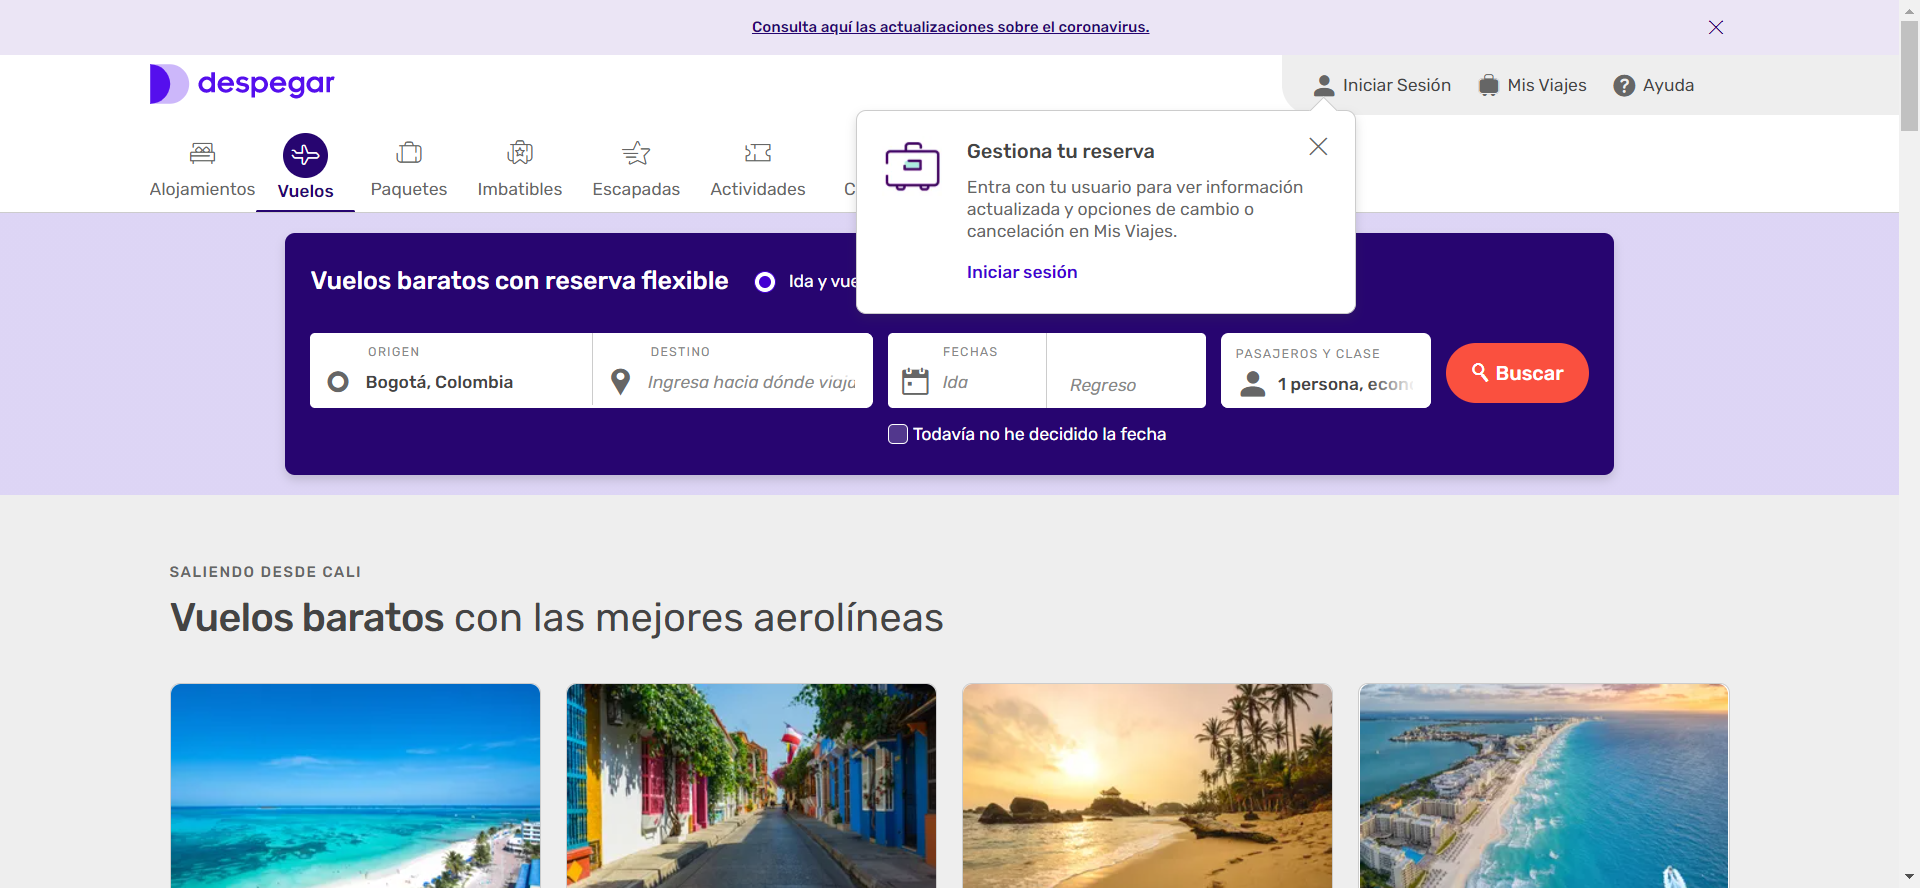 Consulta aquí las actualizaciones sobre el coronavirus.
despegar
Iniciar Sesión
Mis Viajes
Ayuda
Alojamientos
Vuelos
Paquetes
Imbatibles
Escapadas
Actividades
C
Gestiona tu reserva
Entra con tu usuario para ver información
actualizada y opciones de cambio o
cancelación en Mis Viajes.
Iniciar sesión
Vuelos baratos con reserva flexible
Ida y vue
ORIGEN
Bogotá, Colombia
DESTINO
Ingresa hacia dónde viaja
FECHAS
Ida
Regreso
PASAJEROS Y CLASE
1 persona, econ
Buscar
Todavía no he decidido la fecha
SALIENDO DESDE CALI
Vuelos baratos con las mejores aerolíneas